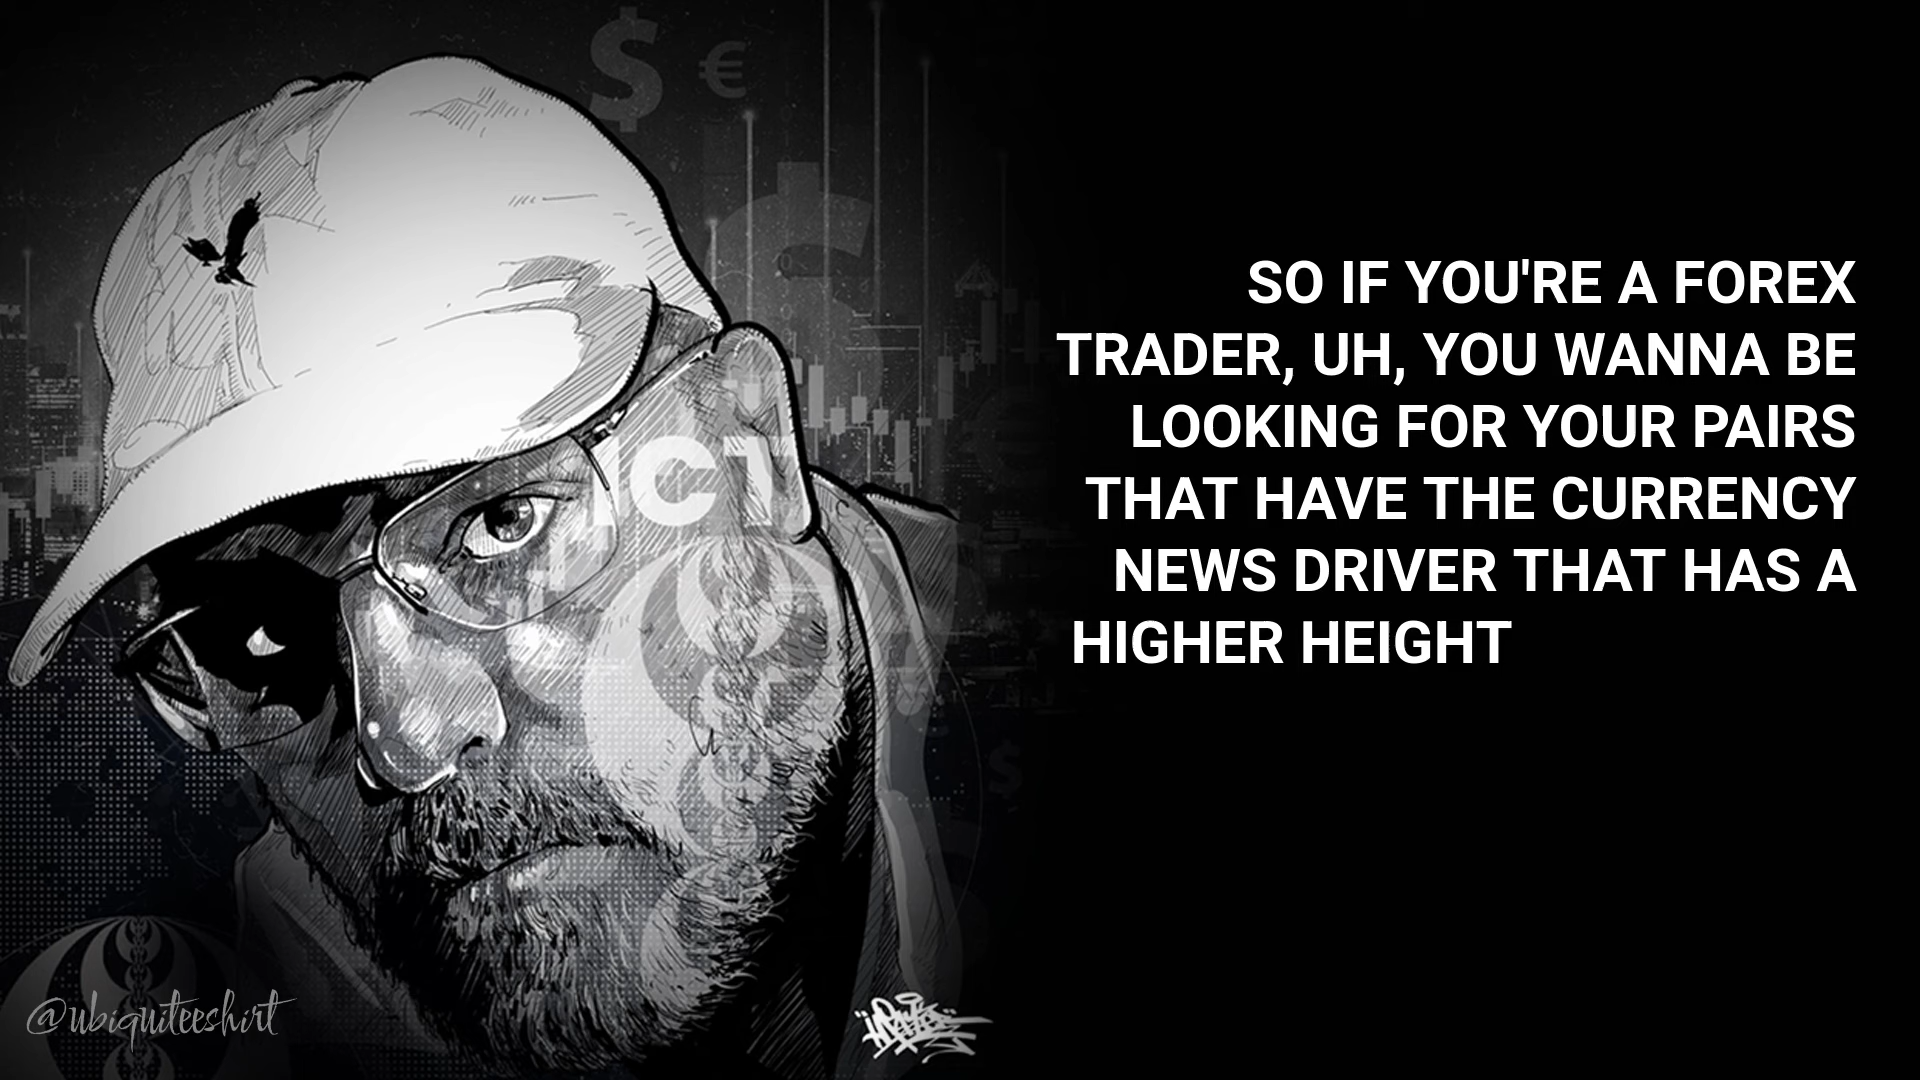 $ €
ICT
SO IF YOU'RE A FOREX
TRADER, UH, YOU WANNA BE
LOOKING FOR YOUR PAIRS
THAT HAVE THE CURRENCY
NEWS DRIVER THAT HAS A
HIGHER HEIGHT
@ubiquiteeshirt